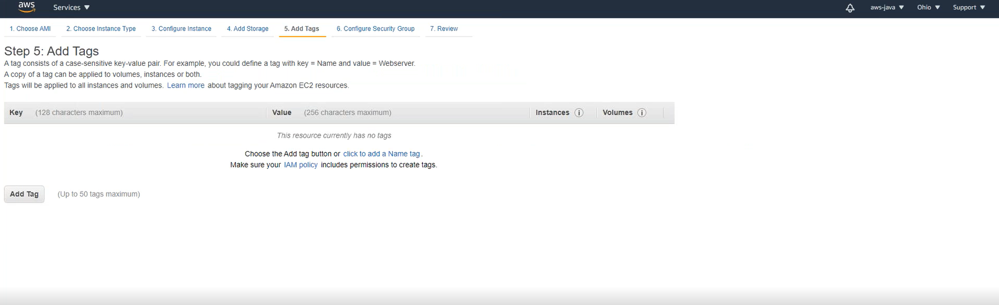 aws Services aws-java Ohio Support
1. Choose AMI 2. Choose Instance Type 3. Configure Instance 4. Add Storage 5. Add Tags 6. Configure Security Group 7. Review
Step 5: Add Tags
A tag consists of a case-sensitive key-value pair. For example, you could define a tag with key = Name and value = Webserver.
A copy of a tag can be applied to volumes, instances or both.
Tags will be applied to all instances and volumes. Learn more about tagging your Amazon EC2 resources.
Key (128 characters maximum) Value (256 characters maximum) Instances i Volumes i
This resource currently has no tags
Choose the Add tag button or click to add a Name tag.
Make sure your IAM policy includes permissions to create tags.
Add Tag (Up to 50 tags maximum)